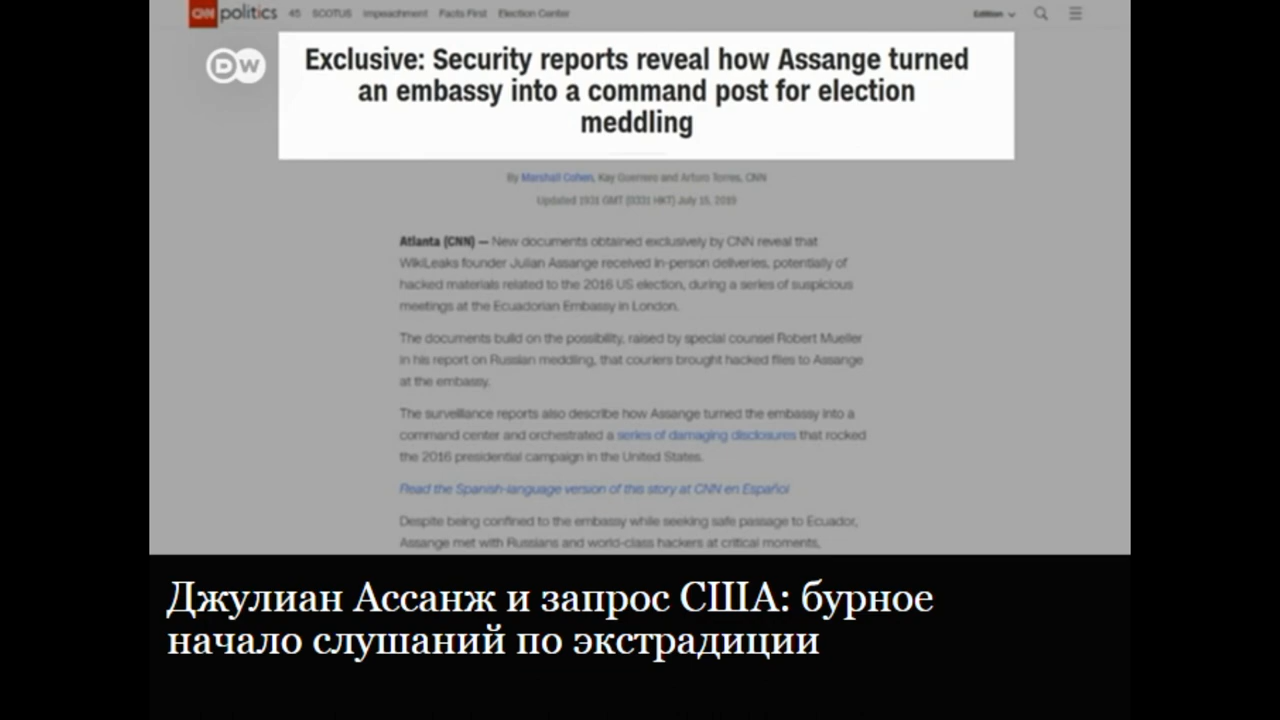 CNN politics 45 SCOTUS Impeachment Facts First Election Center Edition
DW
Exclusive: Security reports reveal how Assange turned
an embassy into a command post for election
meddling
By Marshall Cohen, Kay Guerrero and Arturo Torres, CNN
Updated 1931 GMT (0331 HKT) July 15, 2019
Atlanta (CNN) — New documents obtained exclusively by CNN reveal that
WikiLeaks founder Julian Assange received in-person deliveries, potentially of
hacked materials related to the 2016 US election, during a series of suspicious
meetings at the Ecuadorian Embassy in London.
The documents build on the possibility, raised by special counsel Robert Mueller
in his report on Russian meddling, that couriers brought hacked files to Assange
at the embassy.
The surveillance reports also describe how Assange turned the embassy into a
command center and orchestrated a series of damaging disclosures that rocked
the 2016 presidential campaign in the United States.
Read the Spanish-language version of this story at CNN en Español
Despite being confined to the embassy while seeking safe passage to Ecuador,
Assange met with Russians and world-class hackers at critical moments,
Джулиан Ассанж и запрос США: бурное
начало слушаний по экстрадиции